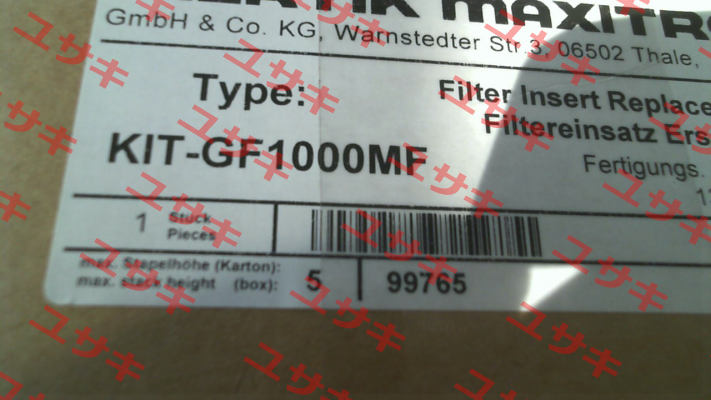 MAXITRO
GmbH & Co. KG, Warnstedter Str.3, 06502 Thale,
Type:
Filter Insert Replace
KIT-GF1000MF
Filtereinsatz Ers
Fertigungs.
1 Stück
Pieces
max. Stapelhöhe (Karton):
max. stack height (box):
5
99765
ユサキ